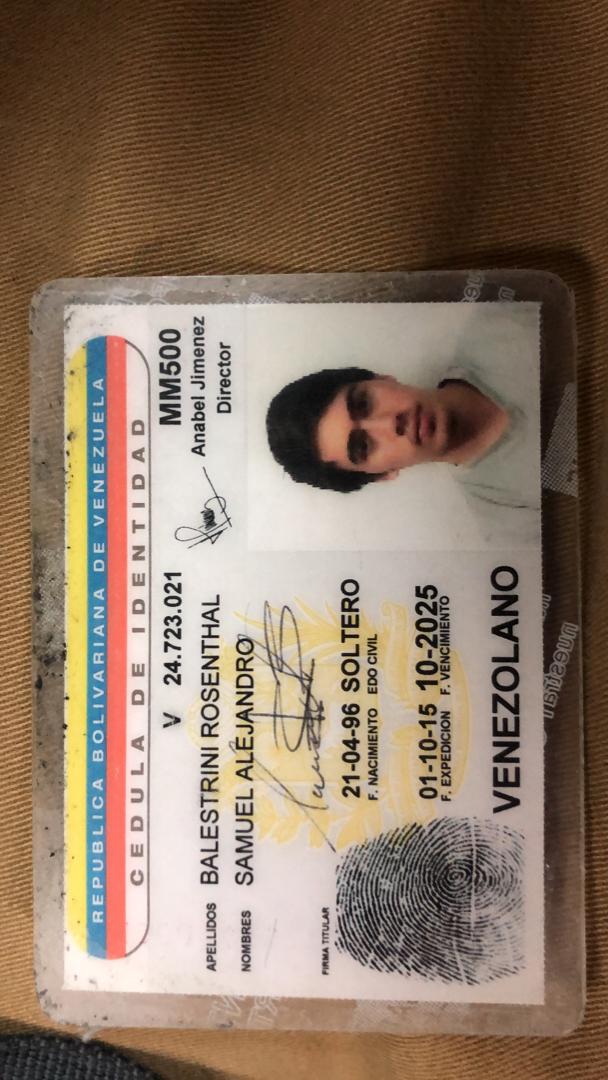 REPUBLICA BOLIVARIANA DE VENEZUELA
CEDULA DE IDENTIDAD
V 24.723.021
MM500
Anabel Jimenez
Director
APELLIDOS BALESTRINI ROSENTHAL
NOMBRES SAMUEL ALEJANDRO
FIRMA TITULAR
21-04-96 SOLTERO
F. NACIMIENTO EDO CIVIL
01-10-15 10-2025
F. EXPEDICION F. VENCIMIENTO
VENEZOLANO